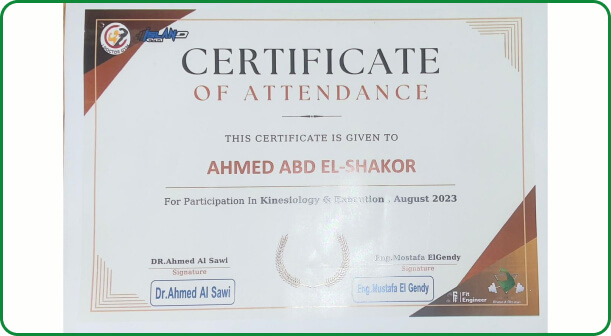 ISLAND
CERTIFICATE
OF ATTENDANCE
THIS CERTIFICATE IS GIVEN TO
AHMED ABD EL-SHAKOR
For Participation In Kinesiology & Execution , August 2023
DR.Ahmed Al Sawi
Signature
Dr.Ahmed Al Sawi
Eng.Mostafa ElGendy
Signature
Eng.Mustafa El Gendy
Fit
Engineer